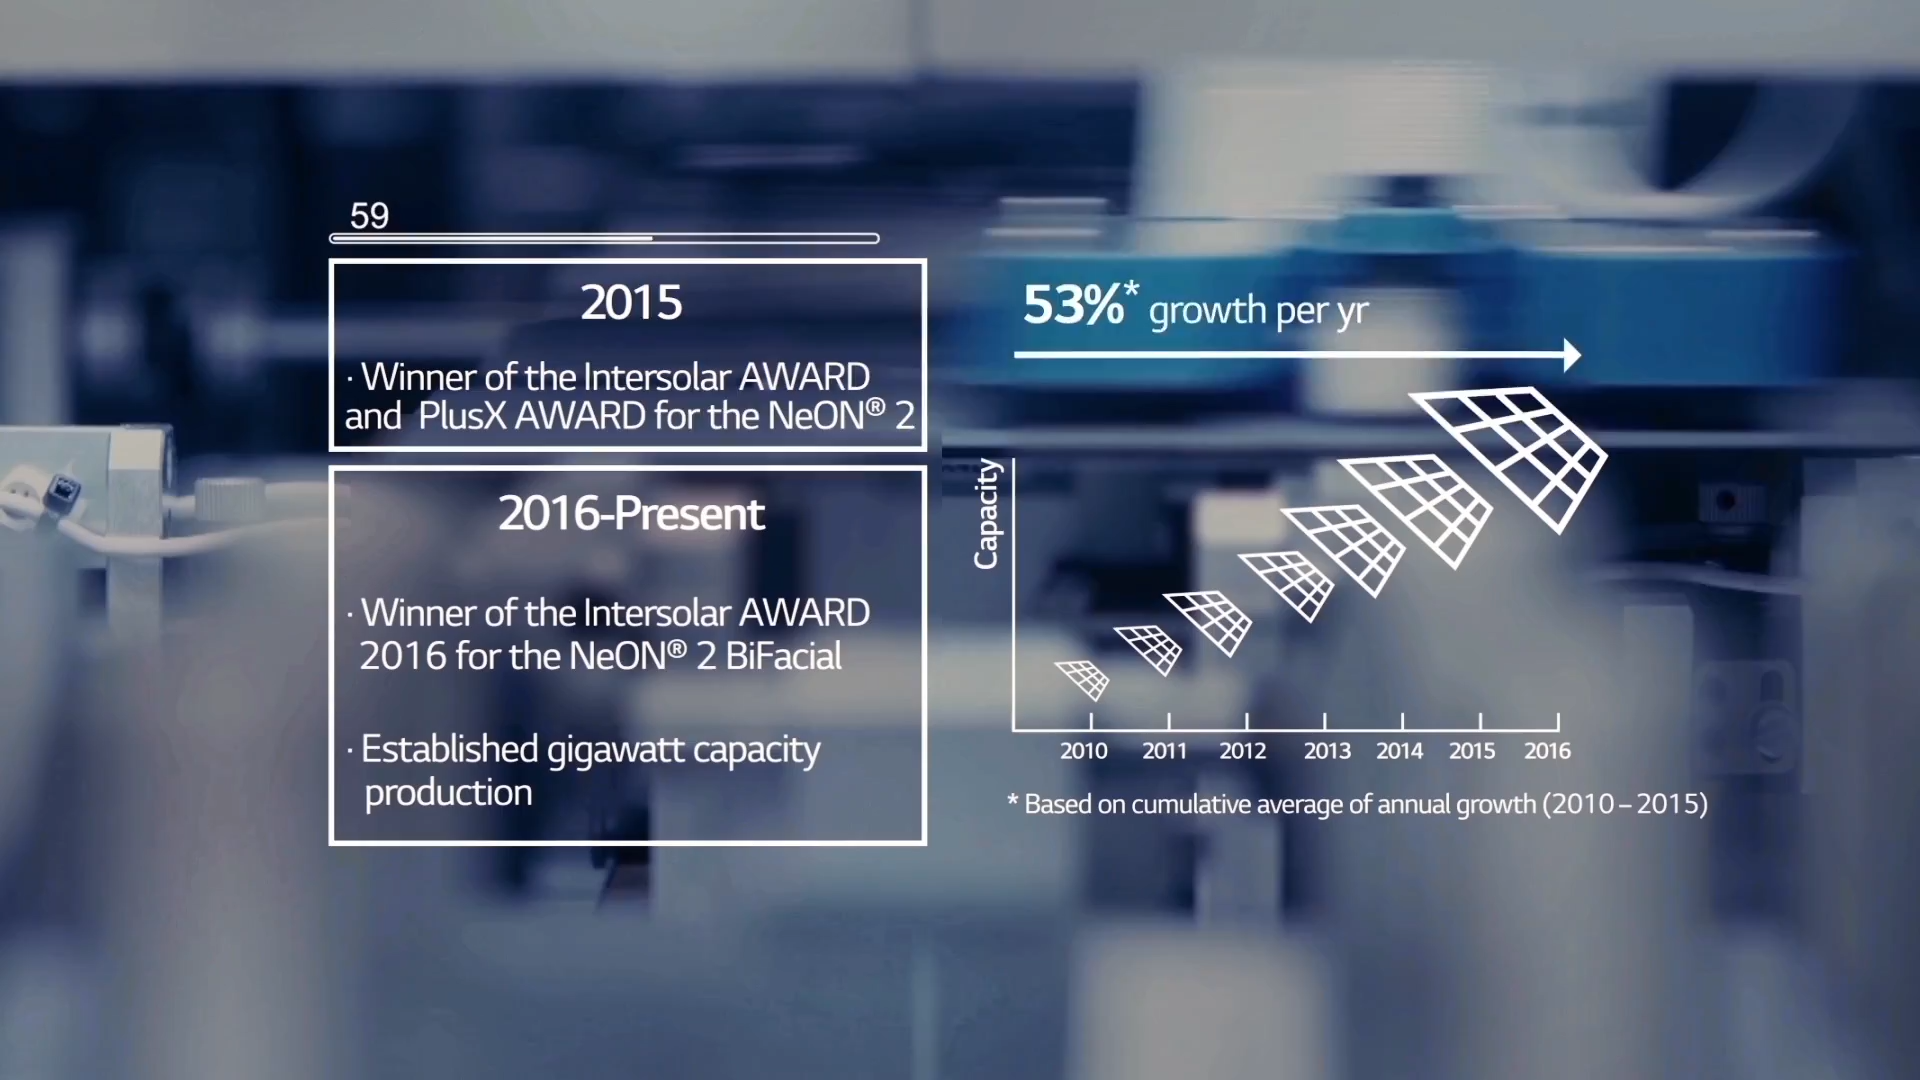 59
2015
· Winner of the Intersolar AWARD
and PlusX AWARD for the NeON® 2
2016-Present
· Winner of the Intersolar AWARD
2016 for the NeON® 2 BiFacial
· Established gigawatt capacity
production
53%* growth per yr
Capacity
2010 2011 2012 2013 2014 2015 2016
* Based on cumulative average of annual growth (2010 – 2015)